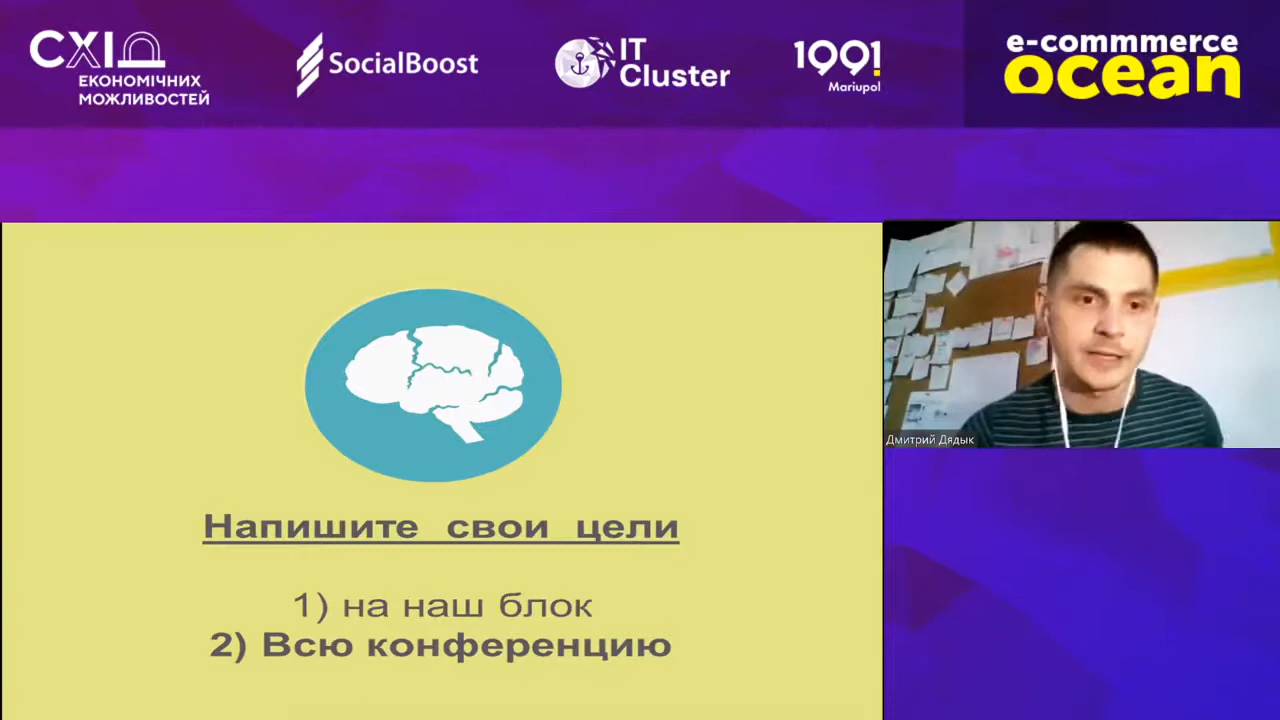 СХІД
ЕКОНОМІЧНИХ
МОЖЛИВОСТЕЙ
SocialBoost
IT
Cluster
1991
Mariupol
e-commmerce
ocean
Дмитрий Дядык
Напишите свои цели
1) на наш блок
2) Всю конференцию